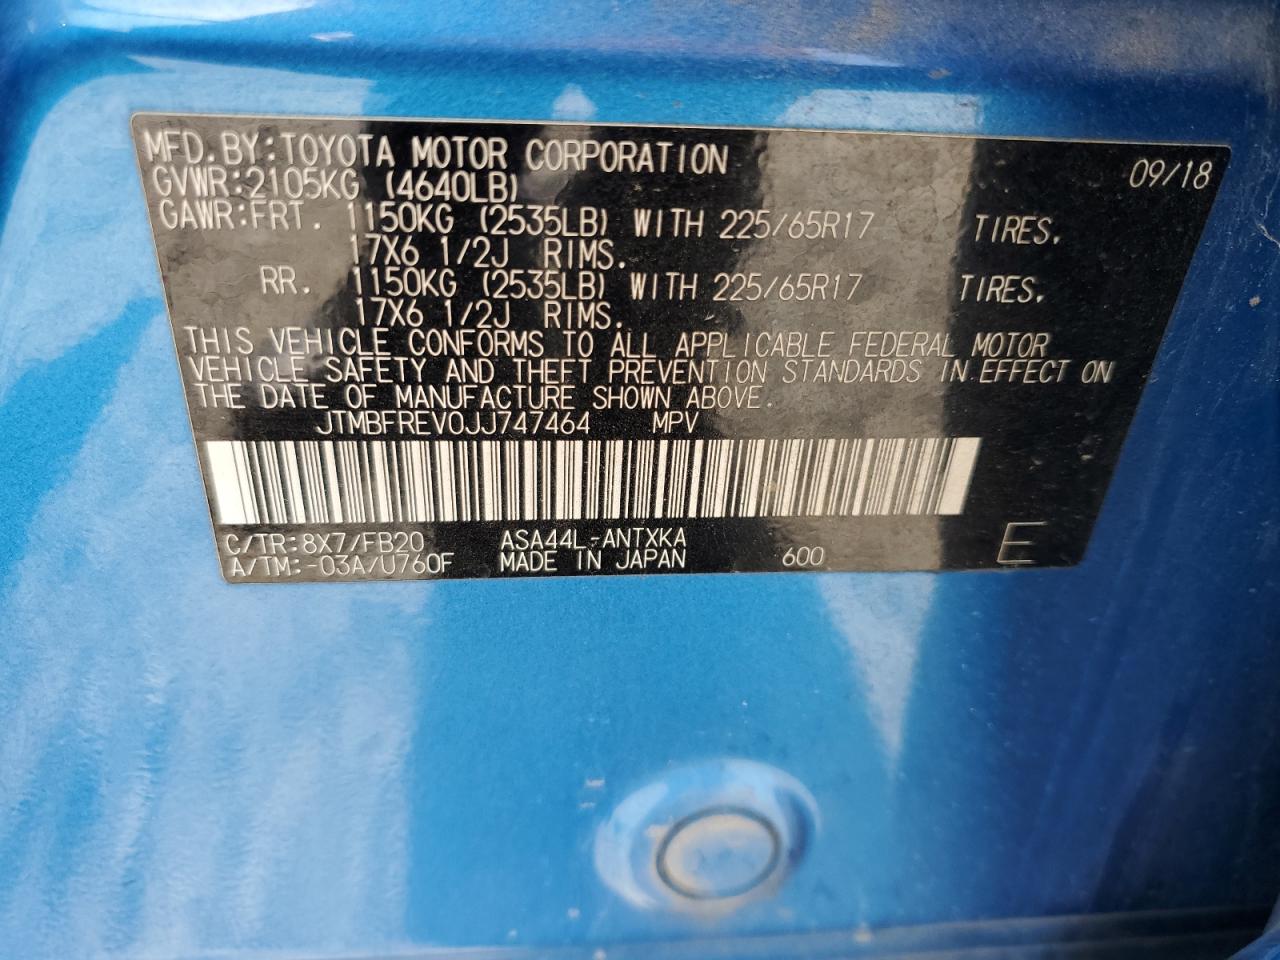 MFD.BY:TOYOTA MOTOR CORPORATION 09/18
GVWR:2105KG (4640LB)
GAWR:FRT. 1150KG (2535LB) WITH 225/65R17 TIRES.
17X6 1/2J RIMS.
RR. 1150KG (2535LB) WITH 225/65R17 TIRES.
17X6 1/2J RIMS.
THIS VEHICLE CONFORMS TO ALL APPLICABLE FEDERAL MOTOR
VEHICLE SAFETY AND THEFT PREVENTION STANDARDS IN EFFECT ON
THE DATE OF MANUFACTURE SHOWN ABOVE.
JTMBFREV0JJ747464 MPV
C/TR:8X7/FB20 ASA44L-ANTXKA
A/TM:-03A/U760F MADE IN JAPAN 600 E